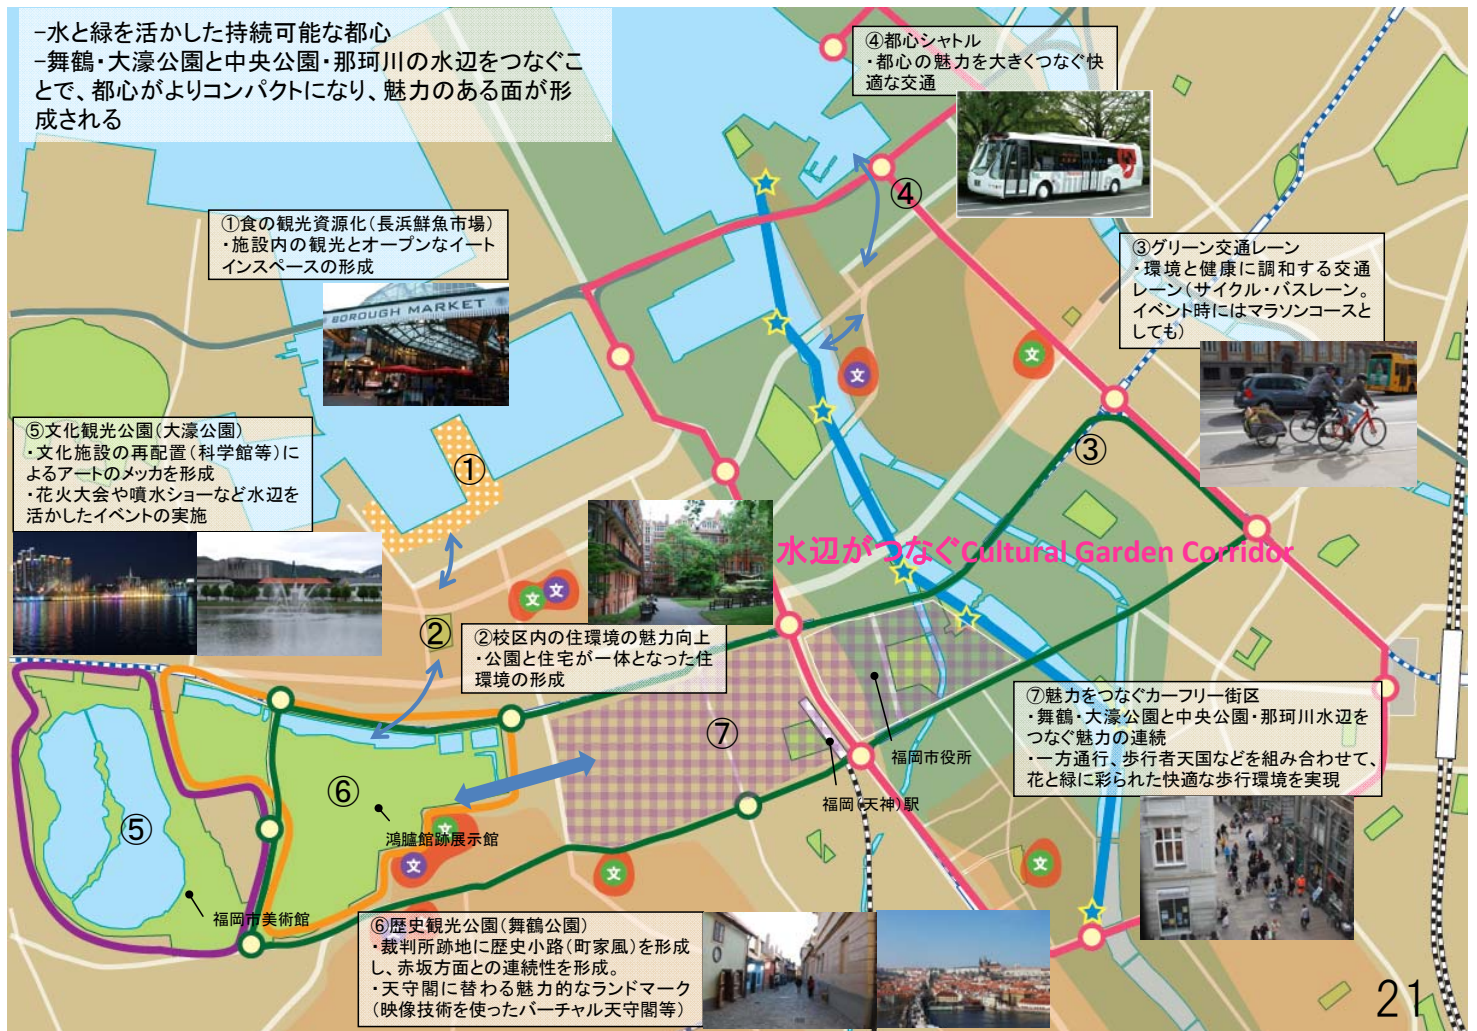 -水と緑を活かした持続可能な都心
-舞鶴・大濠公園と中央公園・那珂川の水辺をつなぐこ
とで、都心がよりコンパクトになり、魅力のある面が形
成される
④都心シャトル
・都心の魅力を大きくつなぐ快
適な交通
④
①食の観光資源化(長浜鮮魚市場)
・施設内の観光とオープンなイート
インスペースの形成
BOROUGH MARKET
③グリーン交通レーン
・環境と健康に調和する交通
レーン(サイクル・バスレーン。
イベント時にはマラソンコースと
しても)
文
文
⑤文化観光公園(大濠公園)
・文化施設の再配置(科学館等)に
よるアートのメッカを形成
・花火大会や噴水ショーなど水辺を
活かしたイベントの実施
①
③
水辺がつなぐCultural Garden Corridor
文
文
②
②校区内の住環境の魅力向上
・公園と住宅が一体となった住
環境の形成
⑦魅力をつなぐカーフリー街区
・舞鶴・大濠公園と中央公園・那珂川水辺を
つなぐ魅力の連続
・一方通行、歩行者天国などを組み合わせて、
花と緑に彩られた快適な歩行環境を実現
⑦
福岡市役所
福岡(天神)駅
⑥
⑤
鴻臚館跡展示館
文
文
文
文
福岡市美術館
⑥歴史観光公園(舞鶴公園)
・裁判所跡地に歴史小路(町家風)を形成
し、赤坂方面との連続性を形成。
・天守閣に替わる魅力的なランドマーク
(映像技術を使ったバーチャル天守閣等)
21